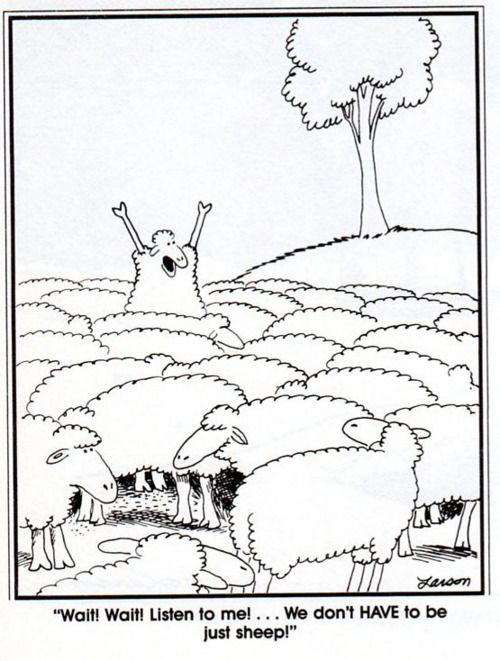 Larson
"Wait! Wait! Listen to me! . . . We don't HAVE to be
just sheep!"